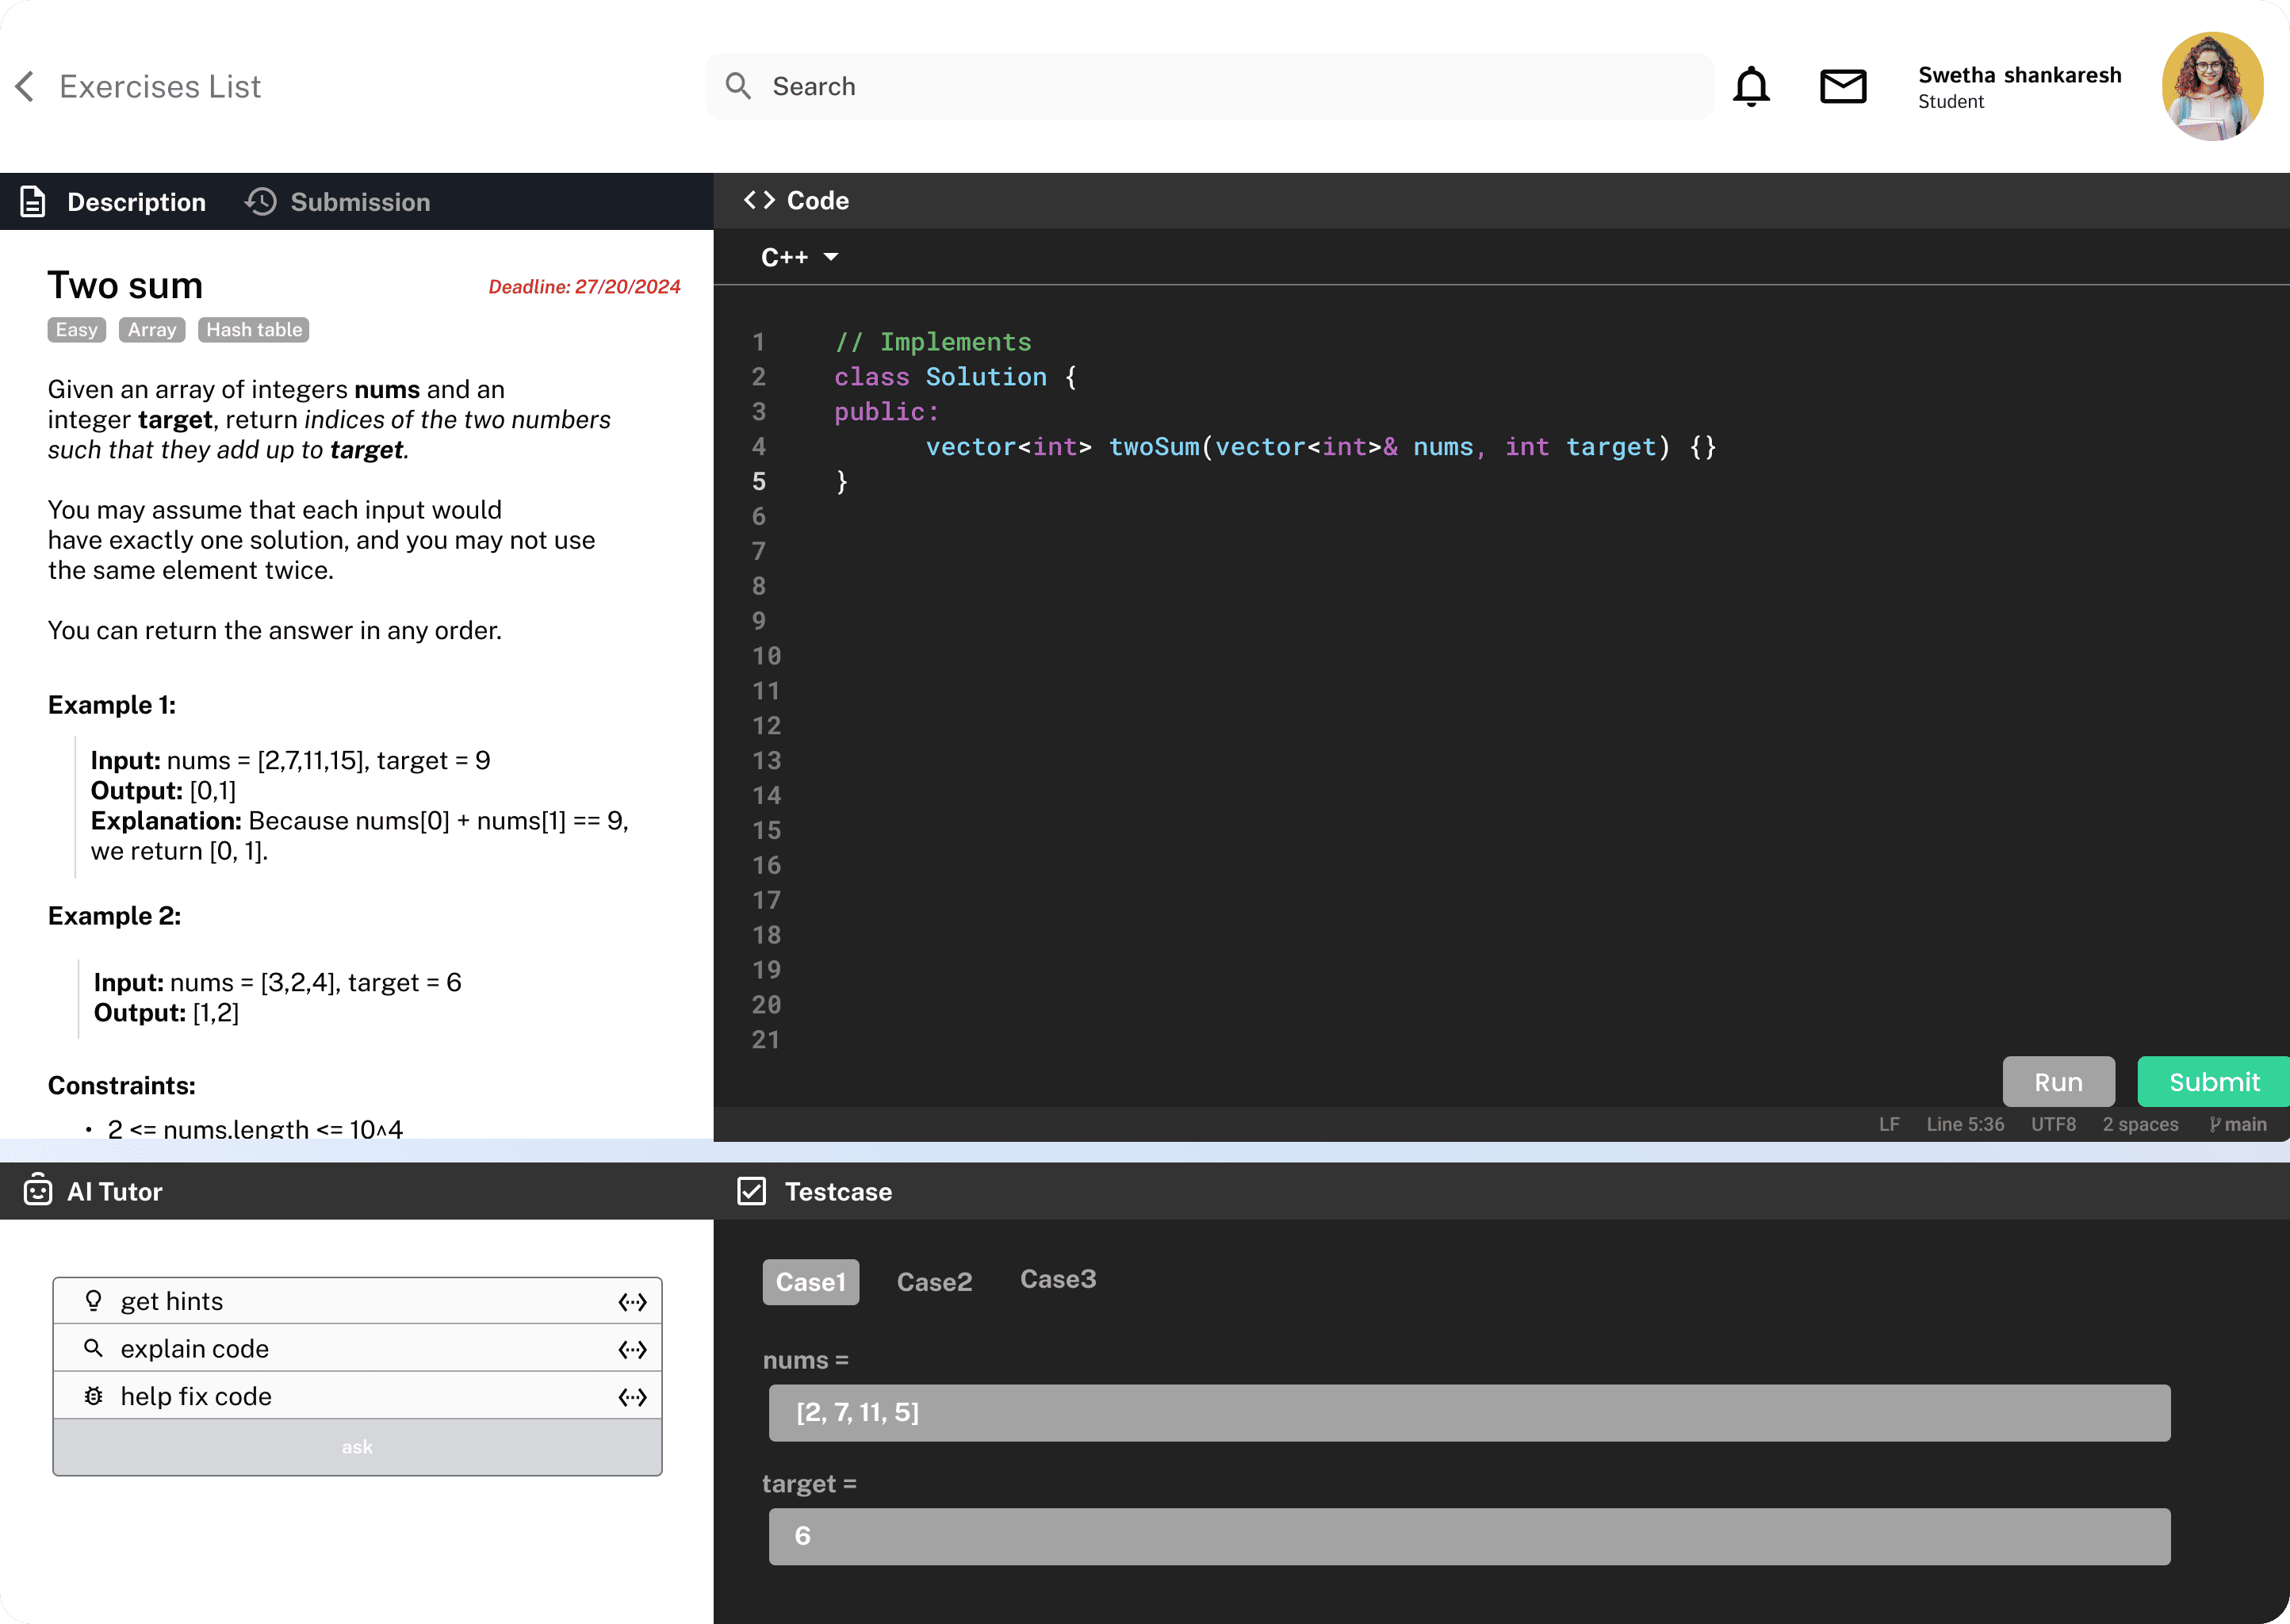 Exercises List
Search
Swetha shankaresh
Student
Description
Submission
Two sum
Deadline: 27/20/2024
Easy
Array
Hash table
Given an array of integers nums and an
integer target, return indices of the two numbers
such that they add up to target.
You may assume that each input would
have exactly one solution, and you may not use
the same element twice.
You can return the answer in any order.
Example 1:
Input: nums = [2,7,11,15], target = 9
Output: [0,1]
Explanation: Because nums[0] + nums[1] == 9,
we return [0, 1].
Example 2:
Input: nums = [3,2,4], target = 6
Output: [1,2]
Constraints:
• 2 <= nums.length <= 10^4
Code
C++
1 // Implements
2 class Solution {
3 public:
4 vector<int> twoSum(vector<int>& nums, int target) {}
5 }
6
7
8
9
10
11
12
13
14
15
16
17
18
19
20
21
Run
Submit
LF Line 5:36 UTF8 2 spaces main
AI Tutor
get hints
explain code
help fix code
ask
Testcase
Case1
Case2
Case3
nums =
[2, 7, 11, 5]
target =
6